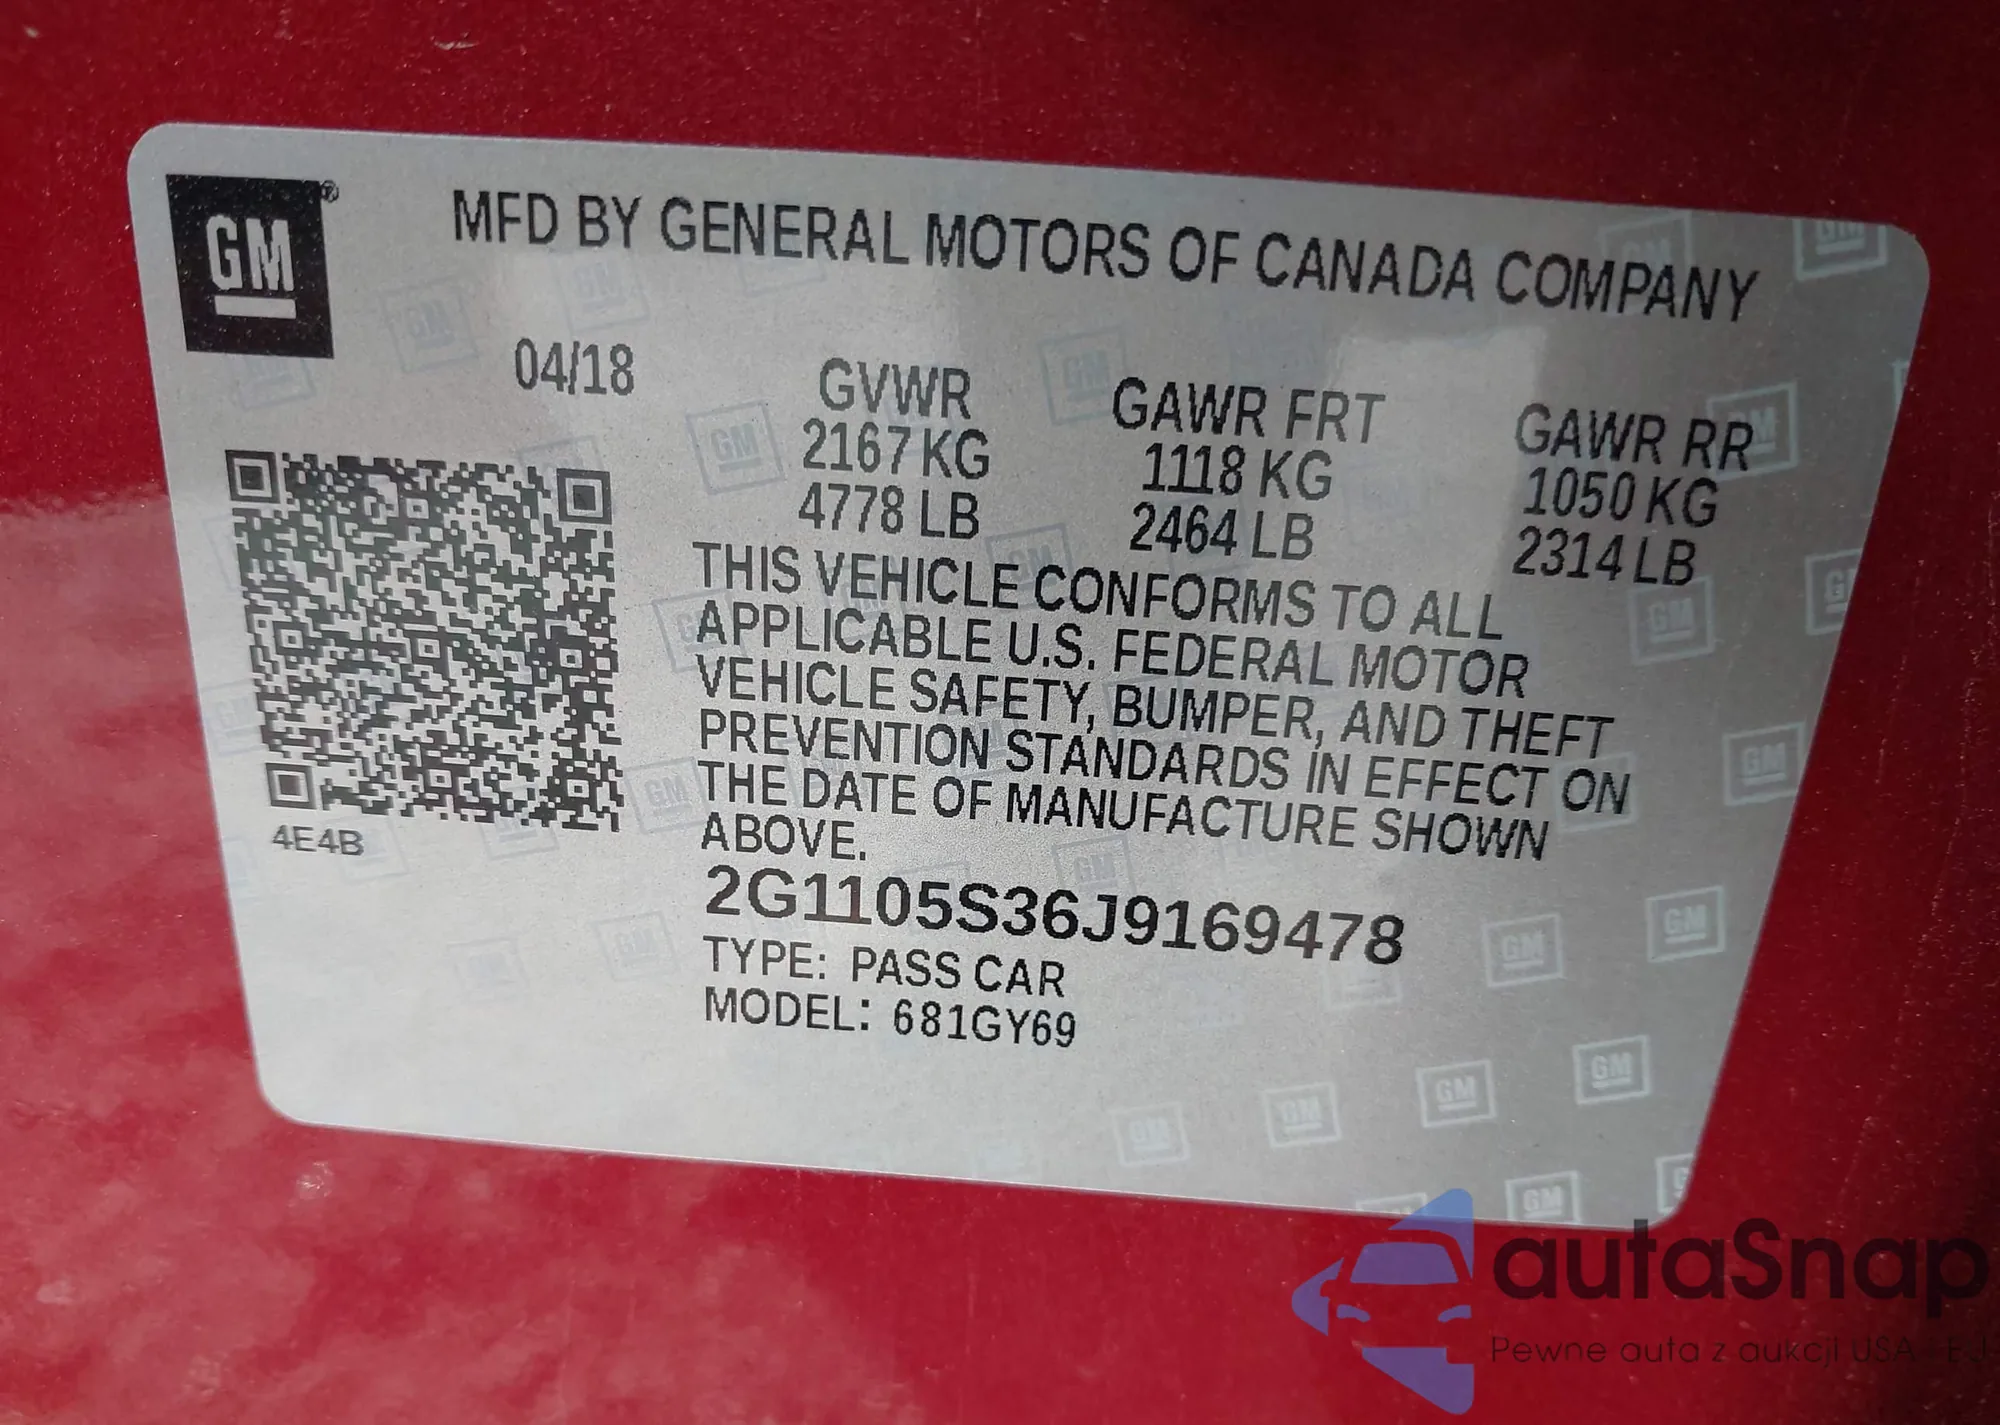 GM®
MFD BY GENERAL MOTORS OF CANADA COMPANY
04/18
GVWR
2167 KG
4778 LB
GAWR FRT
1118 KG
2464 LB
GAWR RR
1050 KG
2314 LB
THIS VEHICLE CONFORMS TO ALL
APPLICABLE U.S. FEDERAL MOTOR
VEHICLE SAFETY, BUMPER, AND THEFT
PREVENTION STANDARDS IN EFFECT ON
THE DATE OF MANUFACTURE SHOWN
ABOVE.
4E4B
2G1105S36J9169478
TYPE: PASS CAR
MODEL: 681GY69
autaSnap
Pewne auta z aukcji USA